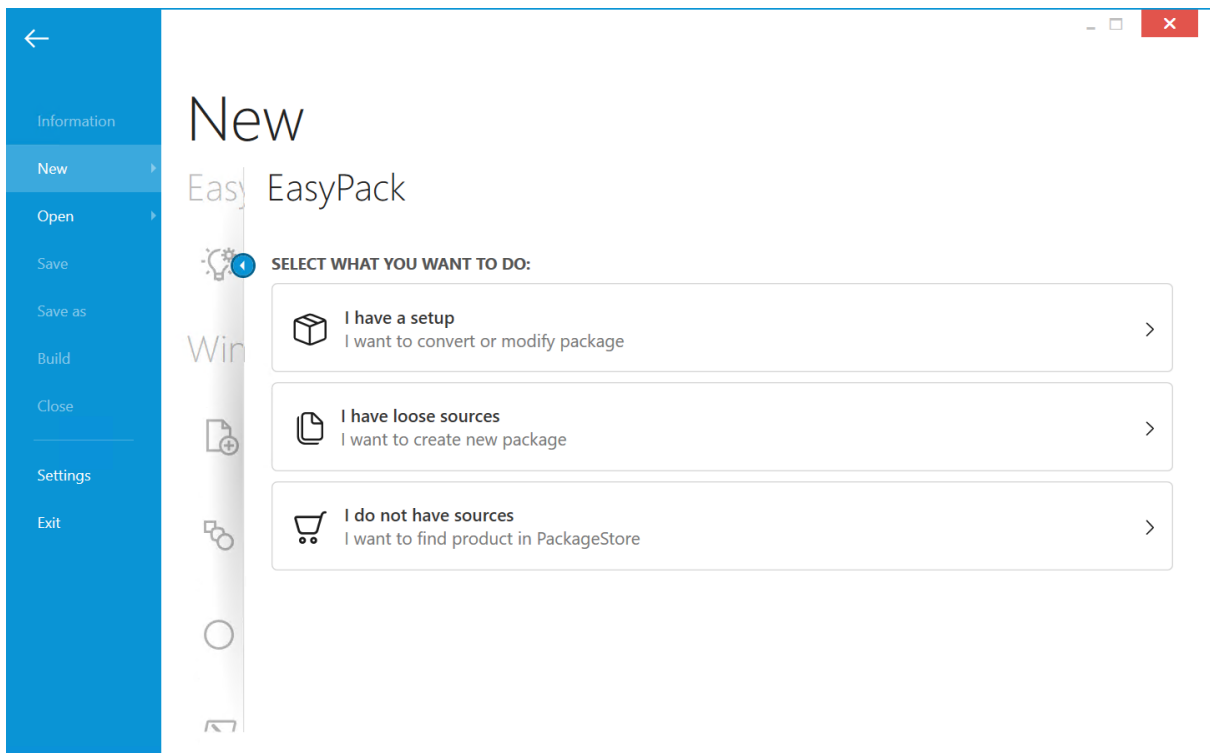 Information
New
Open
Save
Save as
Build
Close
Settings
Exit
New
Easy
EasyPack
SELECT WHAT YOU WANT TO DO:
I have a setup
I want to convert or modify package
Win
I have loose sources
I want to create new package
I do not have sources
I want to find product in PackageStore